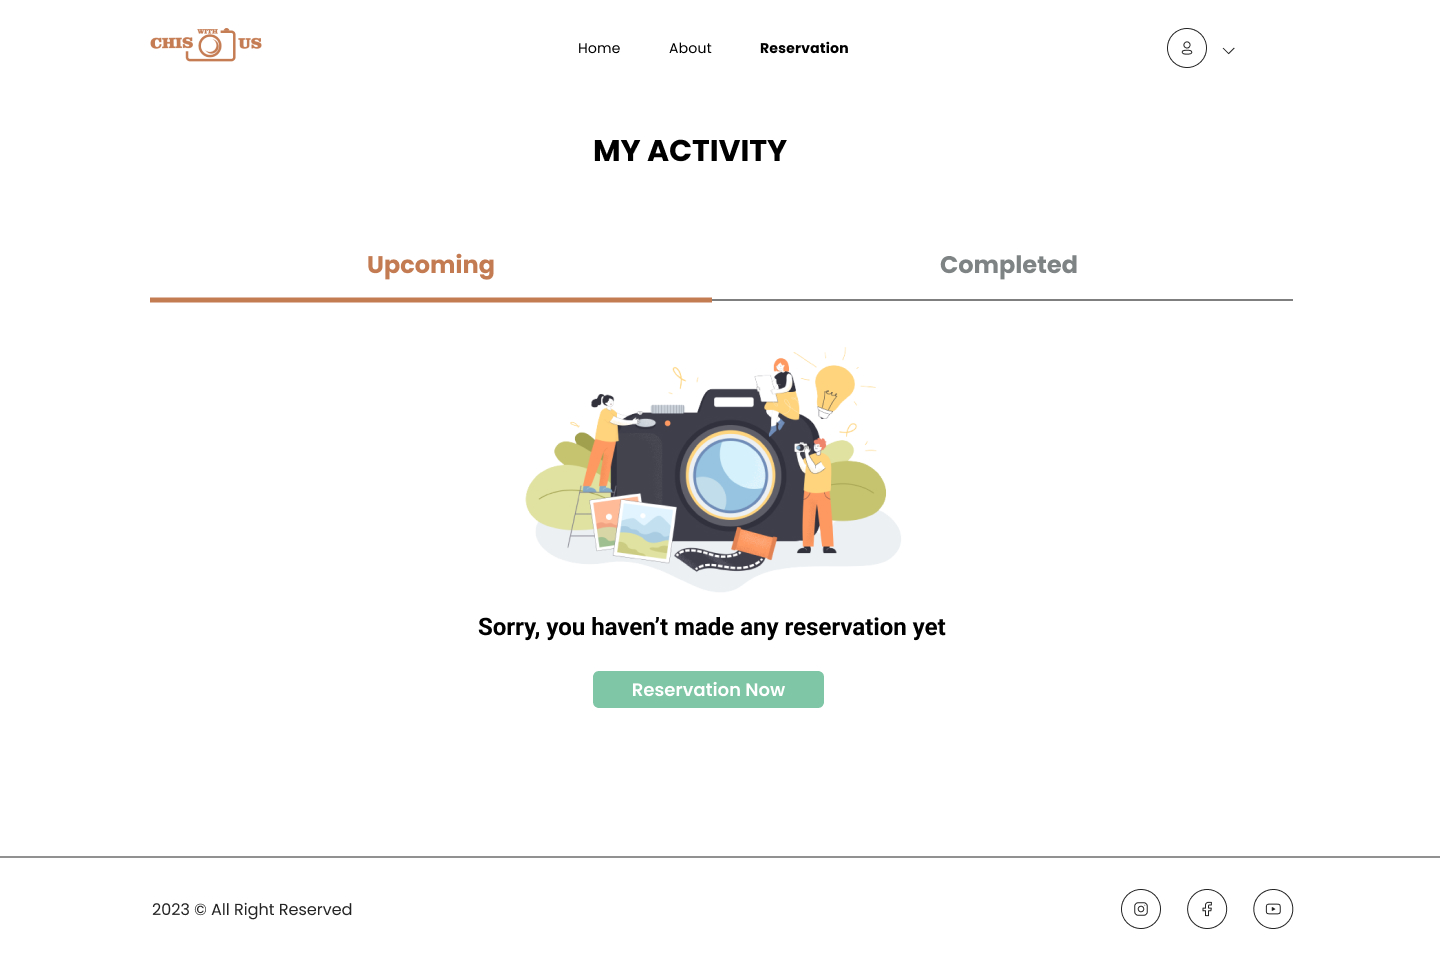 CHIS WITH US
Home About Reservation
MY ACTIVITY
Upcoming Completed
Sorry, you haven’t made any reservation yet
Reservation Now
2023 © All Right Reserved